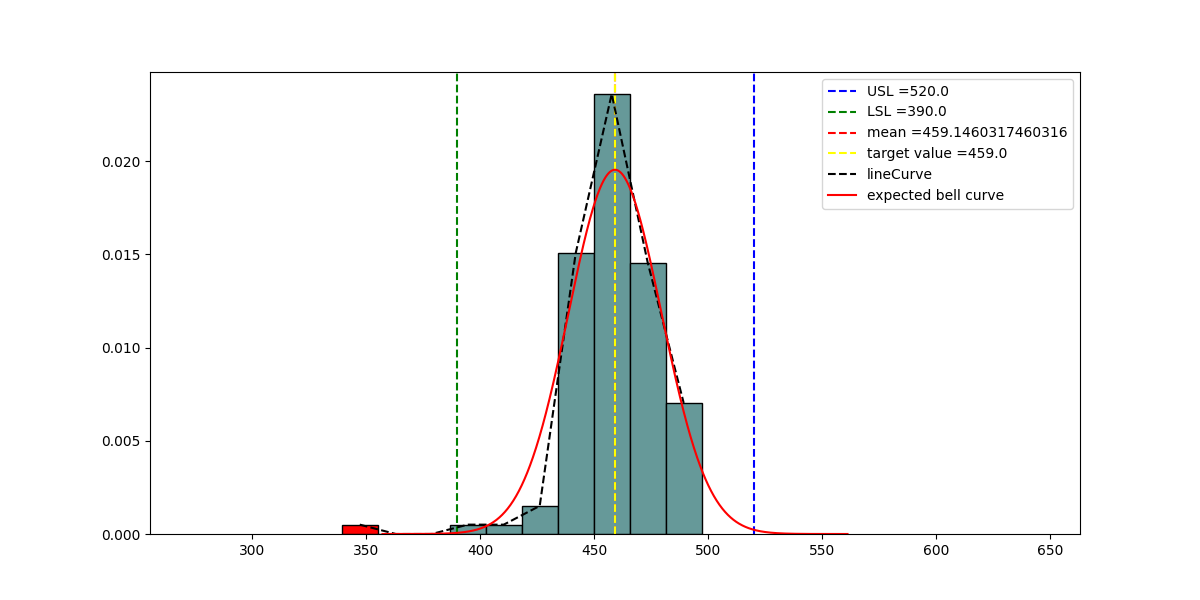 USL =520.0
LSL =390.0
mean =459.1460317460316
target value =459.0
lineCurve
expected bell curve
0.020
0.015
0.010
0.005
0.000
300 350 400 450 500 550 600 650